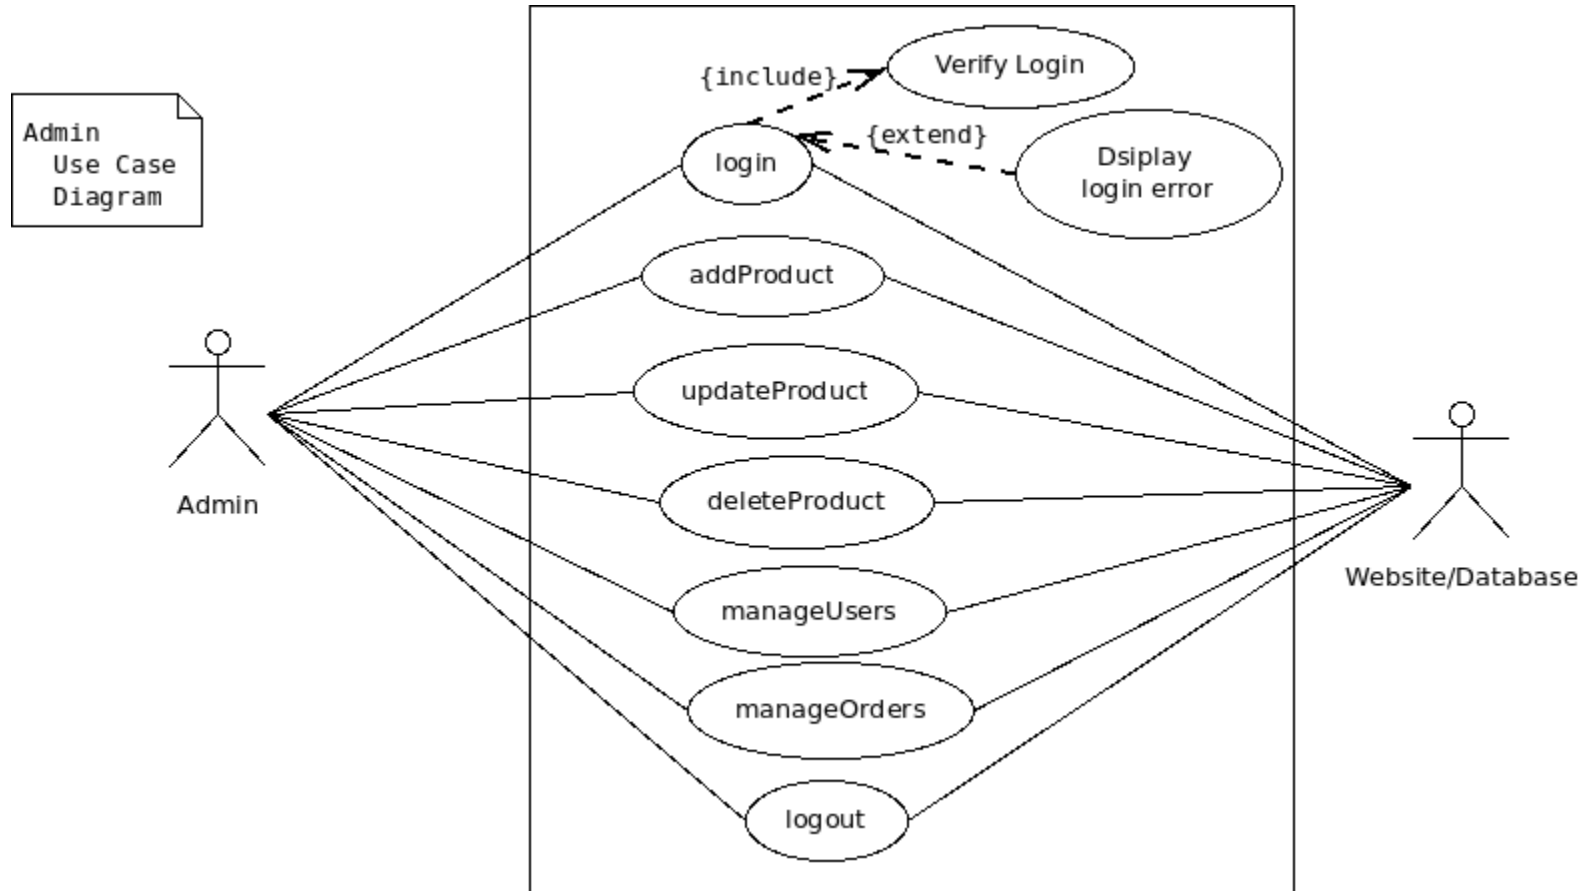 Verify Login
{include}
Admin
Use Case
Diagram
{extend}
Dsiplay
login error
login
addProduct
updateProduct
deleteProduct
Admin
Website/Database
manageUsers
manageOrders
logout